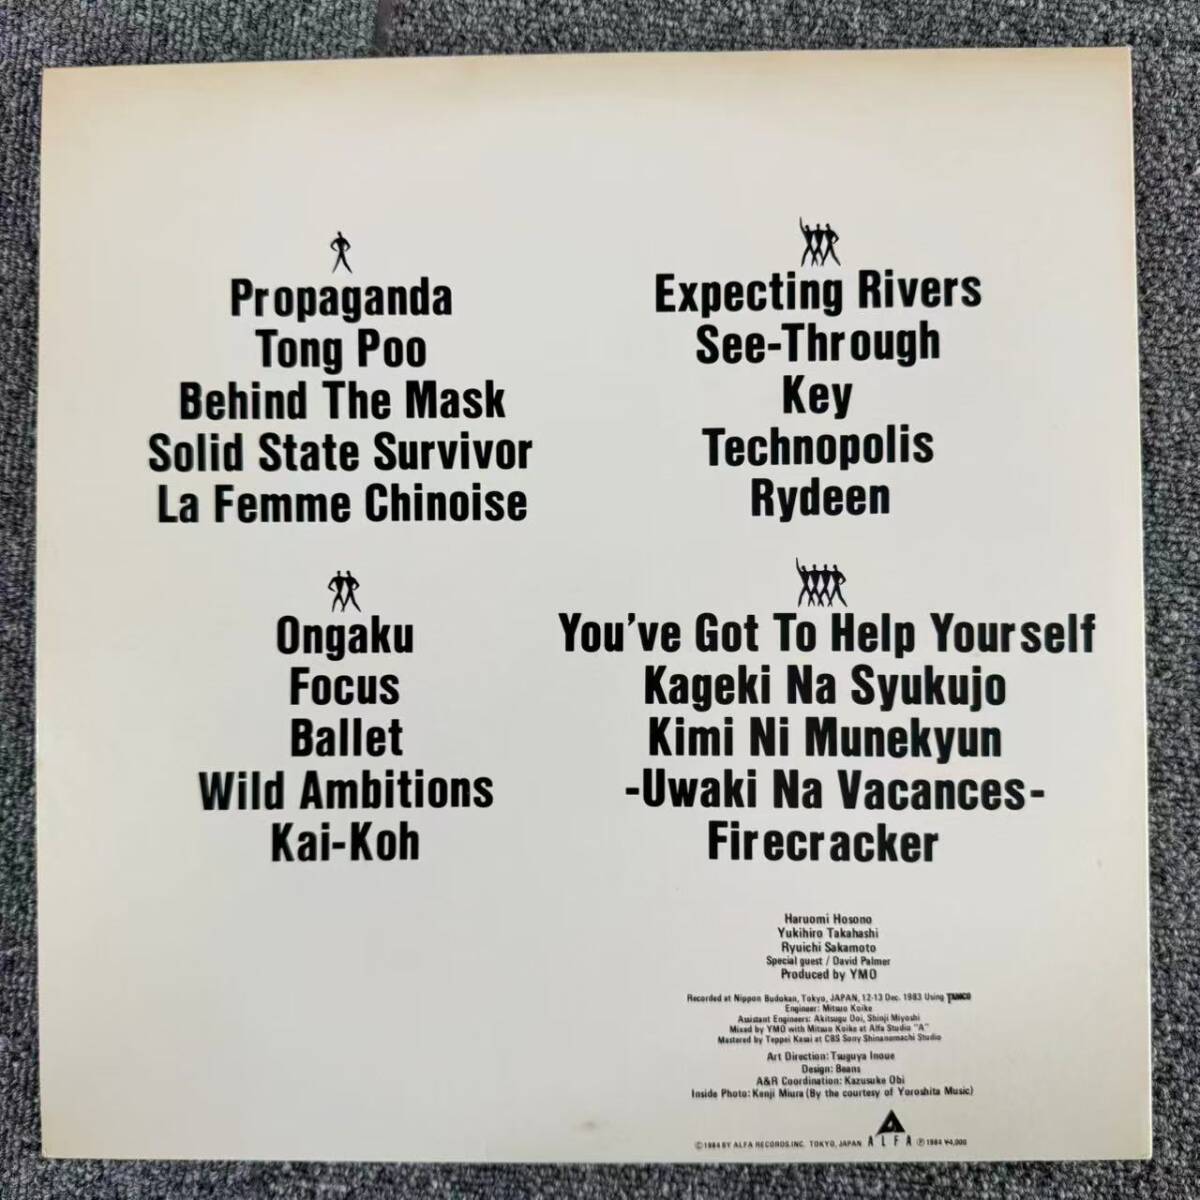 Propaganda
Tong Poo
Behind The Mask
Solid State Survivor
La Femme Chinoise
Ongaku
Focus
Ballet
Wild Ambitions
Kai-Koh
Expecting Rivers
See-Through
Key
Technopolis
Rydeen
You've Got To Help Yourself
Kageki Na Syukujo
Kimi Ni Munekyun
-Uwaki Na Vacances-
Firecracker
Haruomi Hosono
Yukihiro Takahashi
Ryuichi Sakamoto
Special guest / David Palmer
Produced by YMO
Recorded at Nippon Budokan, Tokyo, JAPAN, 12-13 Dec. 1983 Using TAMCO
Engineer: Mitsuo Koike
Assistant Engineers: Akitsugu Doi, Shinji Miyoshi
Mixed by YMO with Mitsuo Koike at Alfa Studio "A"
Mastered by Teppei Kasai at CBS Sony Shinanomachi Studio
Art Direction: Tsuguya Inoue
Design: Beans
A&R Coordination: Kazusuke Obi
Inside Photo: Kenji Miura (By the courtesy of Yoroshita Music)
©1984 BY ALFA RECORDS, INC. TOKYO, JAPAN ALFA ℗1984 ¥4,000